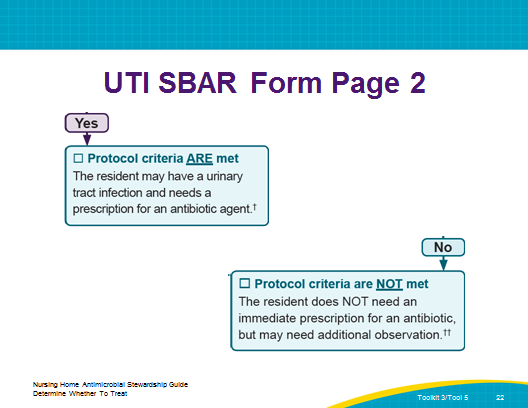 UTI SBAR Form Page 2
Yes
☐ Protocol criteria ARE met
The resident may have a urinary
tract infection and needs a
prescription for an antibiotic agent.†
No
☐ Protocol criteria are NOT met
The resident does NOT need an
immediate prescription for an antibiotic,
but may need additional observation.††
Nursing Home Antimicrobial Stewardship Guide
Determine Whether To Treat
Toolkit 3/Tool 5 22